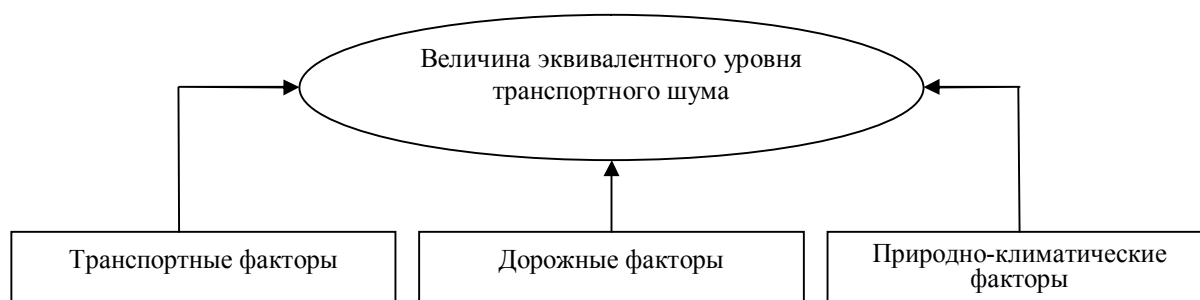 Величина эквивалентного уровня
транспортного шума
Транспортные факторы
Дорожные факторы
Природно-климатические
факторы